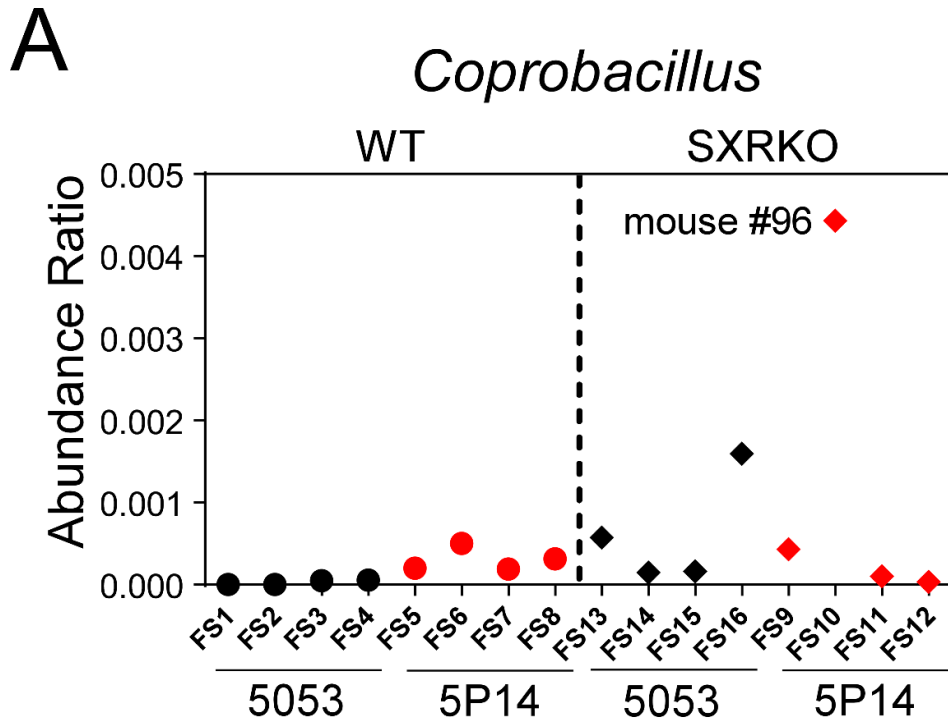 A
Coprobacillus
WT SXRKO
Abundance Ratio
0.005
0.004
0.003
0.002
0.001
0.000
mouse #96
FS1 FS2 FS3 FS4 FS5 FS6 FS7 FS8 FS13 FS14 FS15 FS16 FS9 FS10 FS11 FS12
5053 5P14 5053 5P14